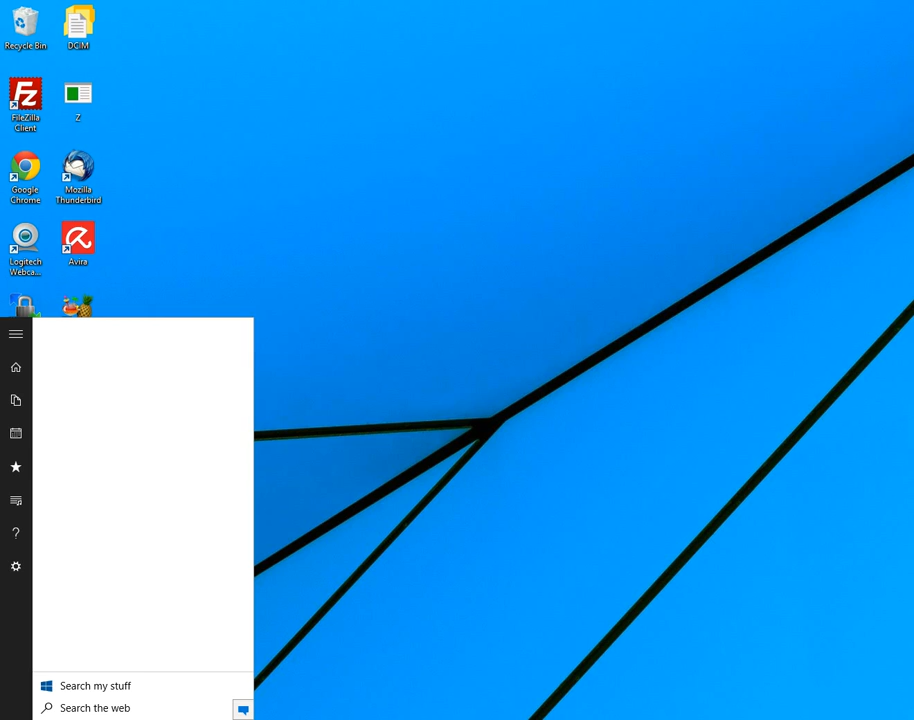 Recycle Bin
DCIM
FileZilla
Client
Z
Google
Chrome
Mozilla
Thunderbird
Logitech
Webca...
Avira
Search my stuff
Search the web